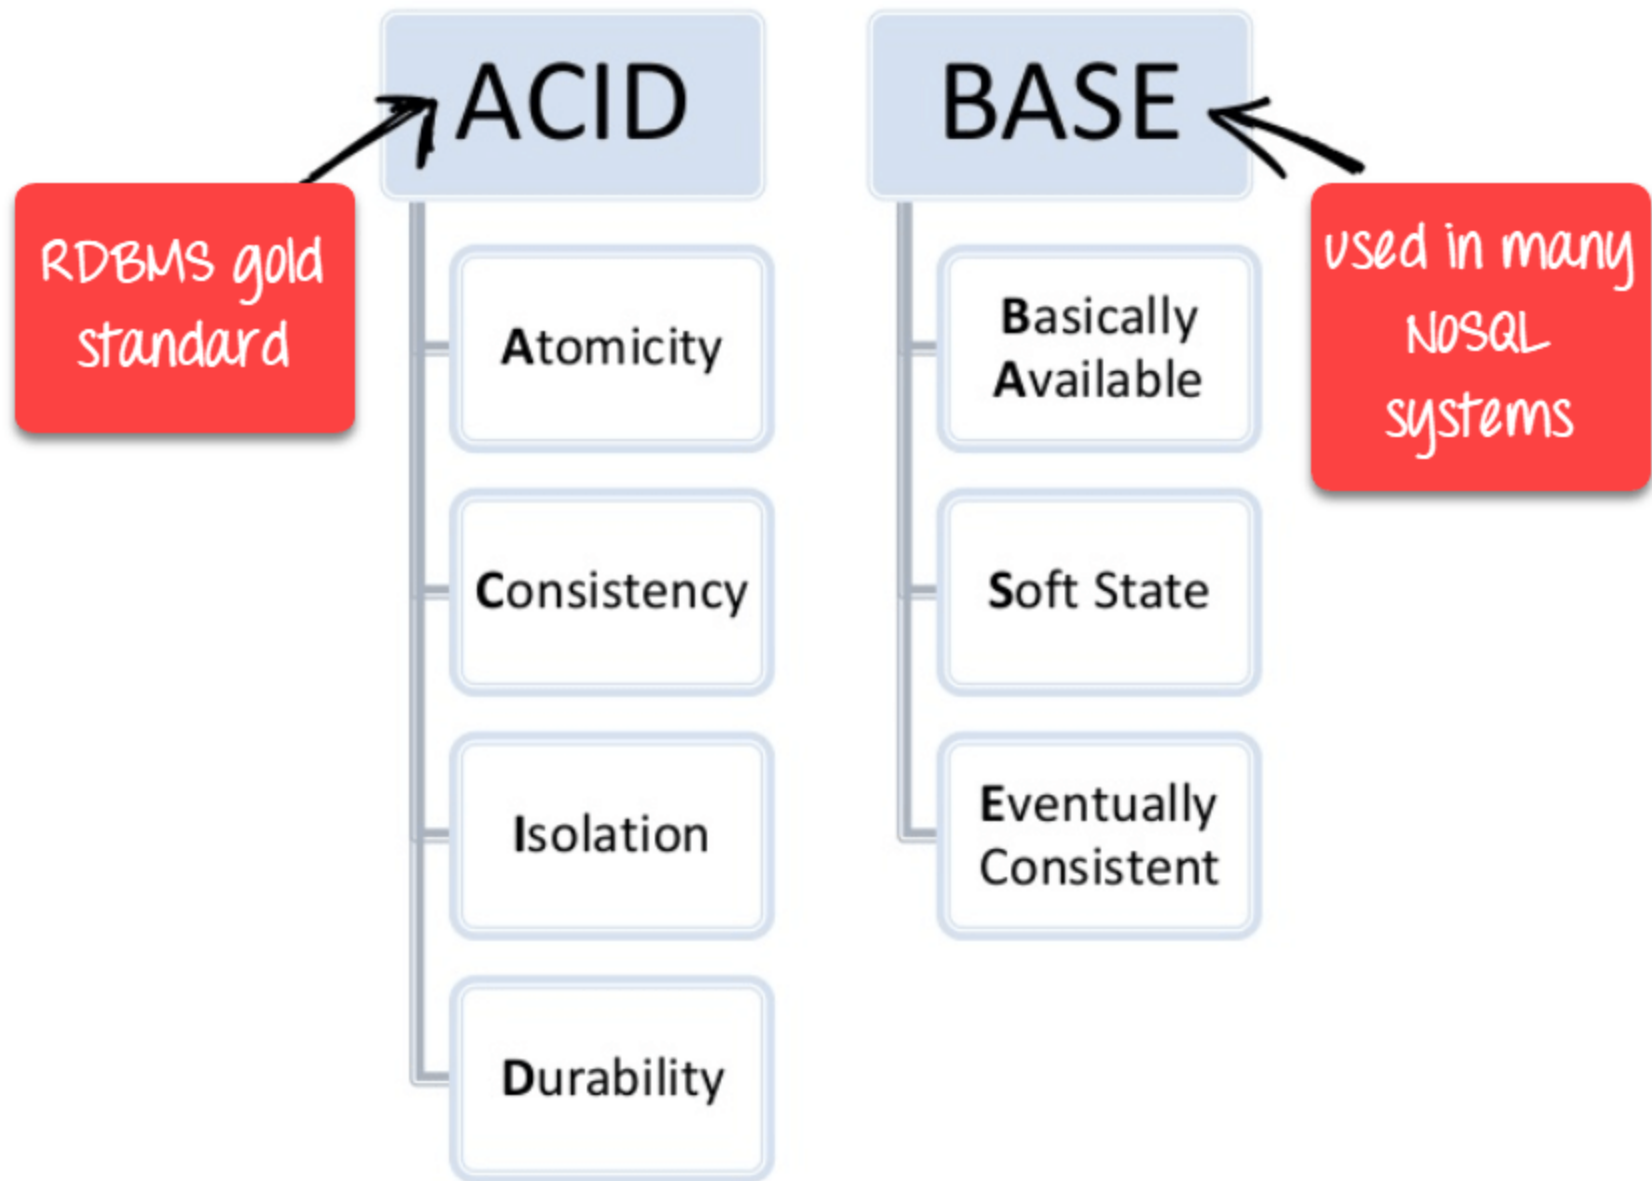 ACID
RDBMS gold
standard
Atomicity
Consistency
Isolation
Durability
BASE
used in many
NOSQL
systems
Basically
Available
Soft State
Eventually
Consistent